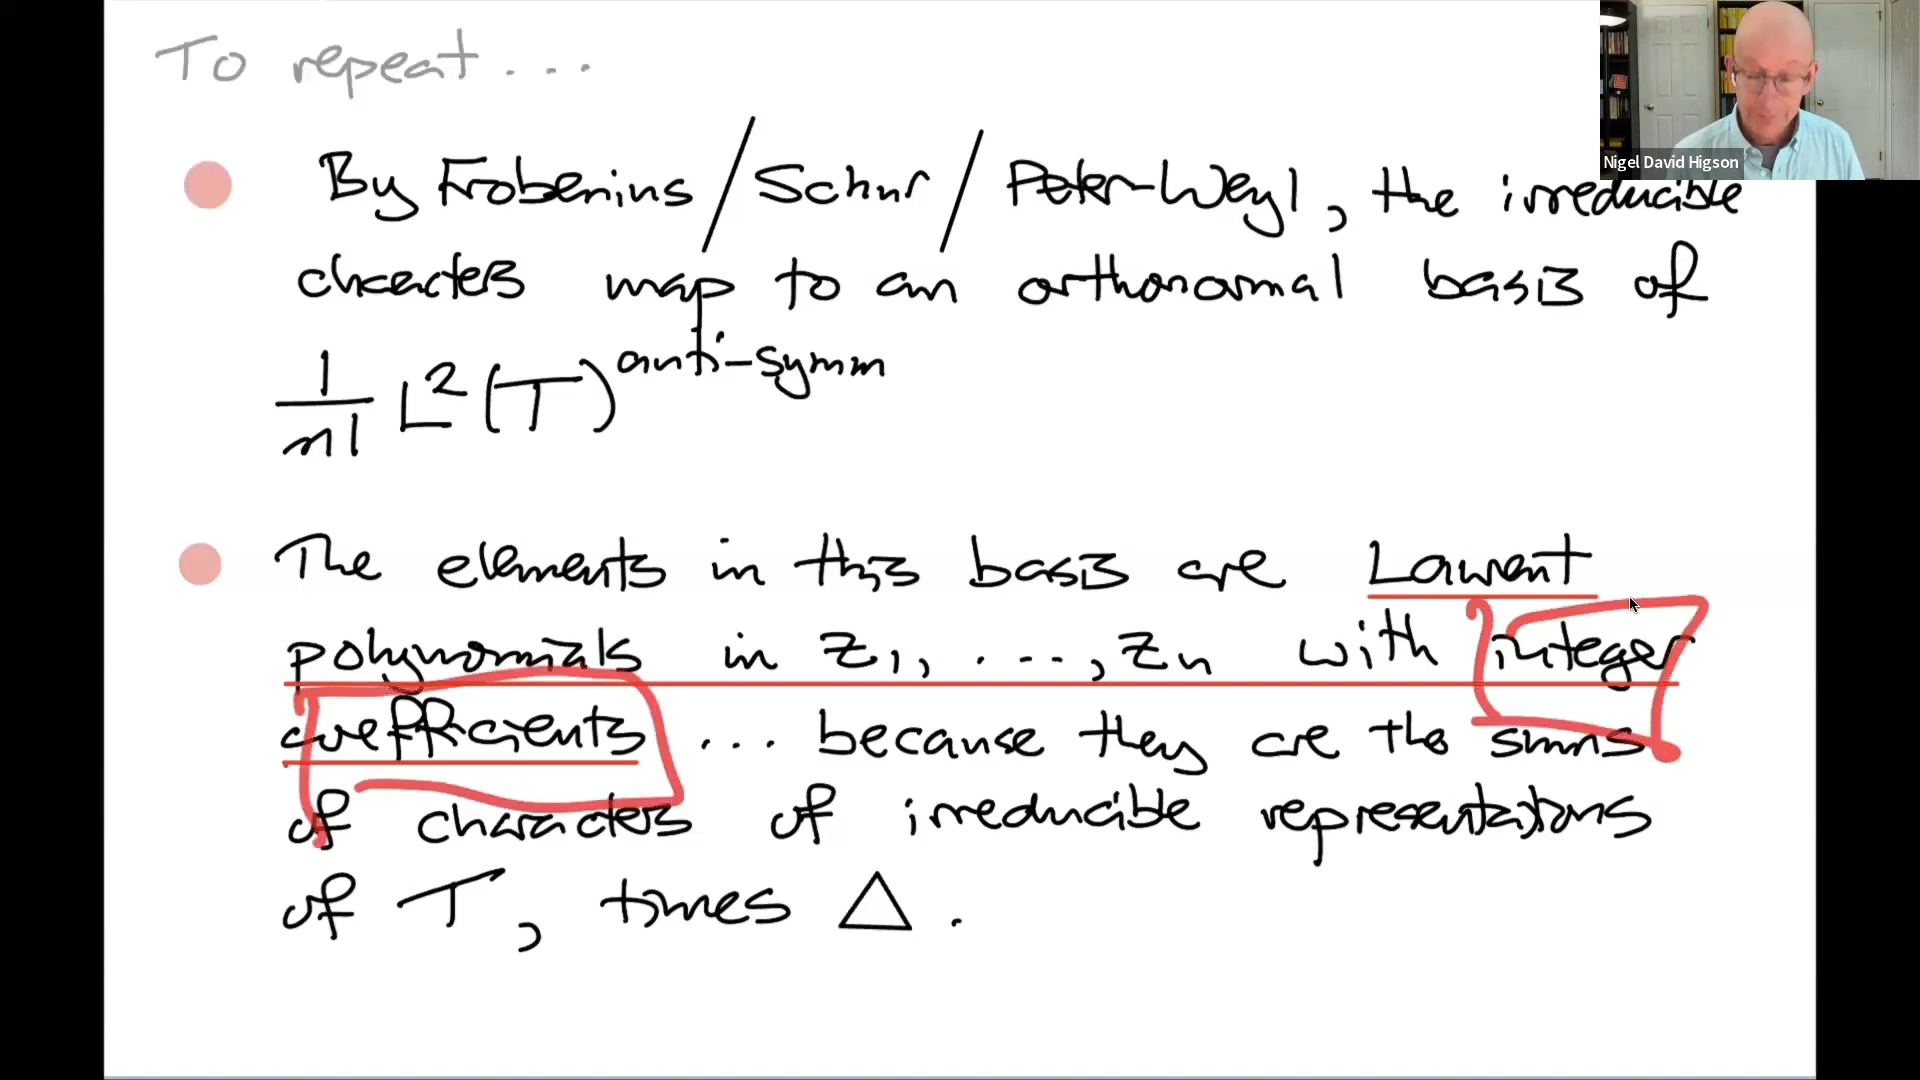 To repeat...
Nigel David Higson
By Frobenius / Schur / Peter-Weyl, the irreducible
characters map to an orthonormal basis of
1/n! L²(T)^anti-symm
The elements in this basis are Laurent
polynomials in z₁, ..., zₙ with integer
coefficients ... because they are the sums
of characters of irreducible representations
of T, times △.